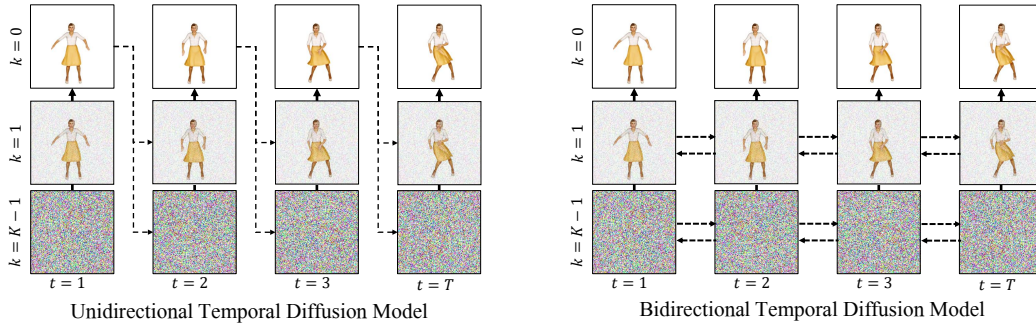 k = 0
k = 1
k = K − 1
t = 1
t = 2
t = 3
t = T
Unidirectional Temporal Diffusion Model
k = 0
k = 1
k = K − 1
t = 1
t = 2
t = 3
t = T
Bidirectional Temporal Diffusion Model